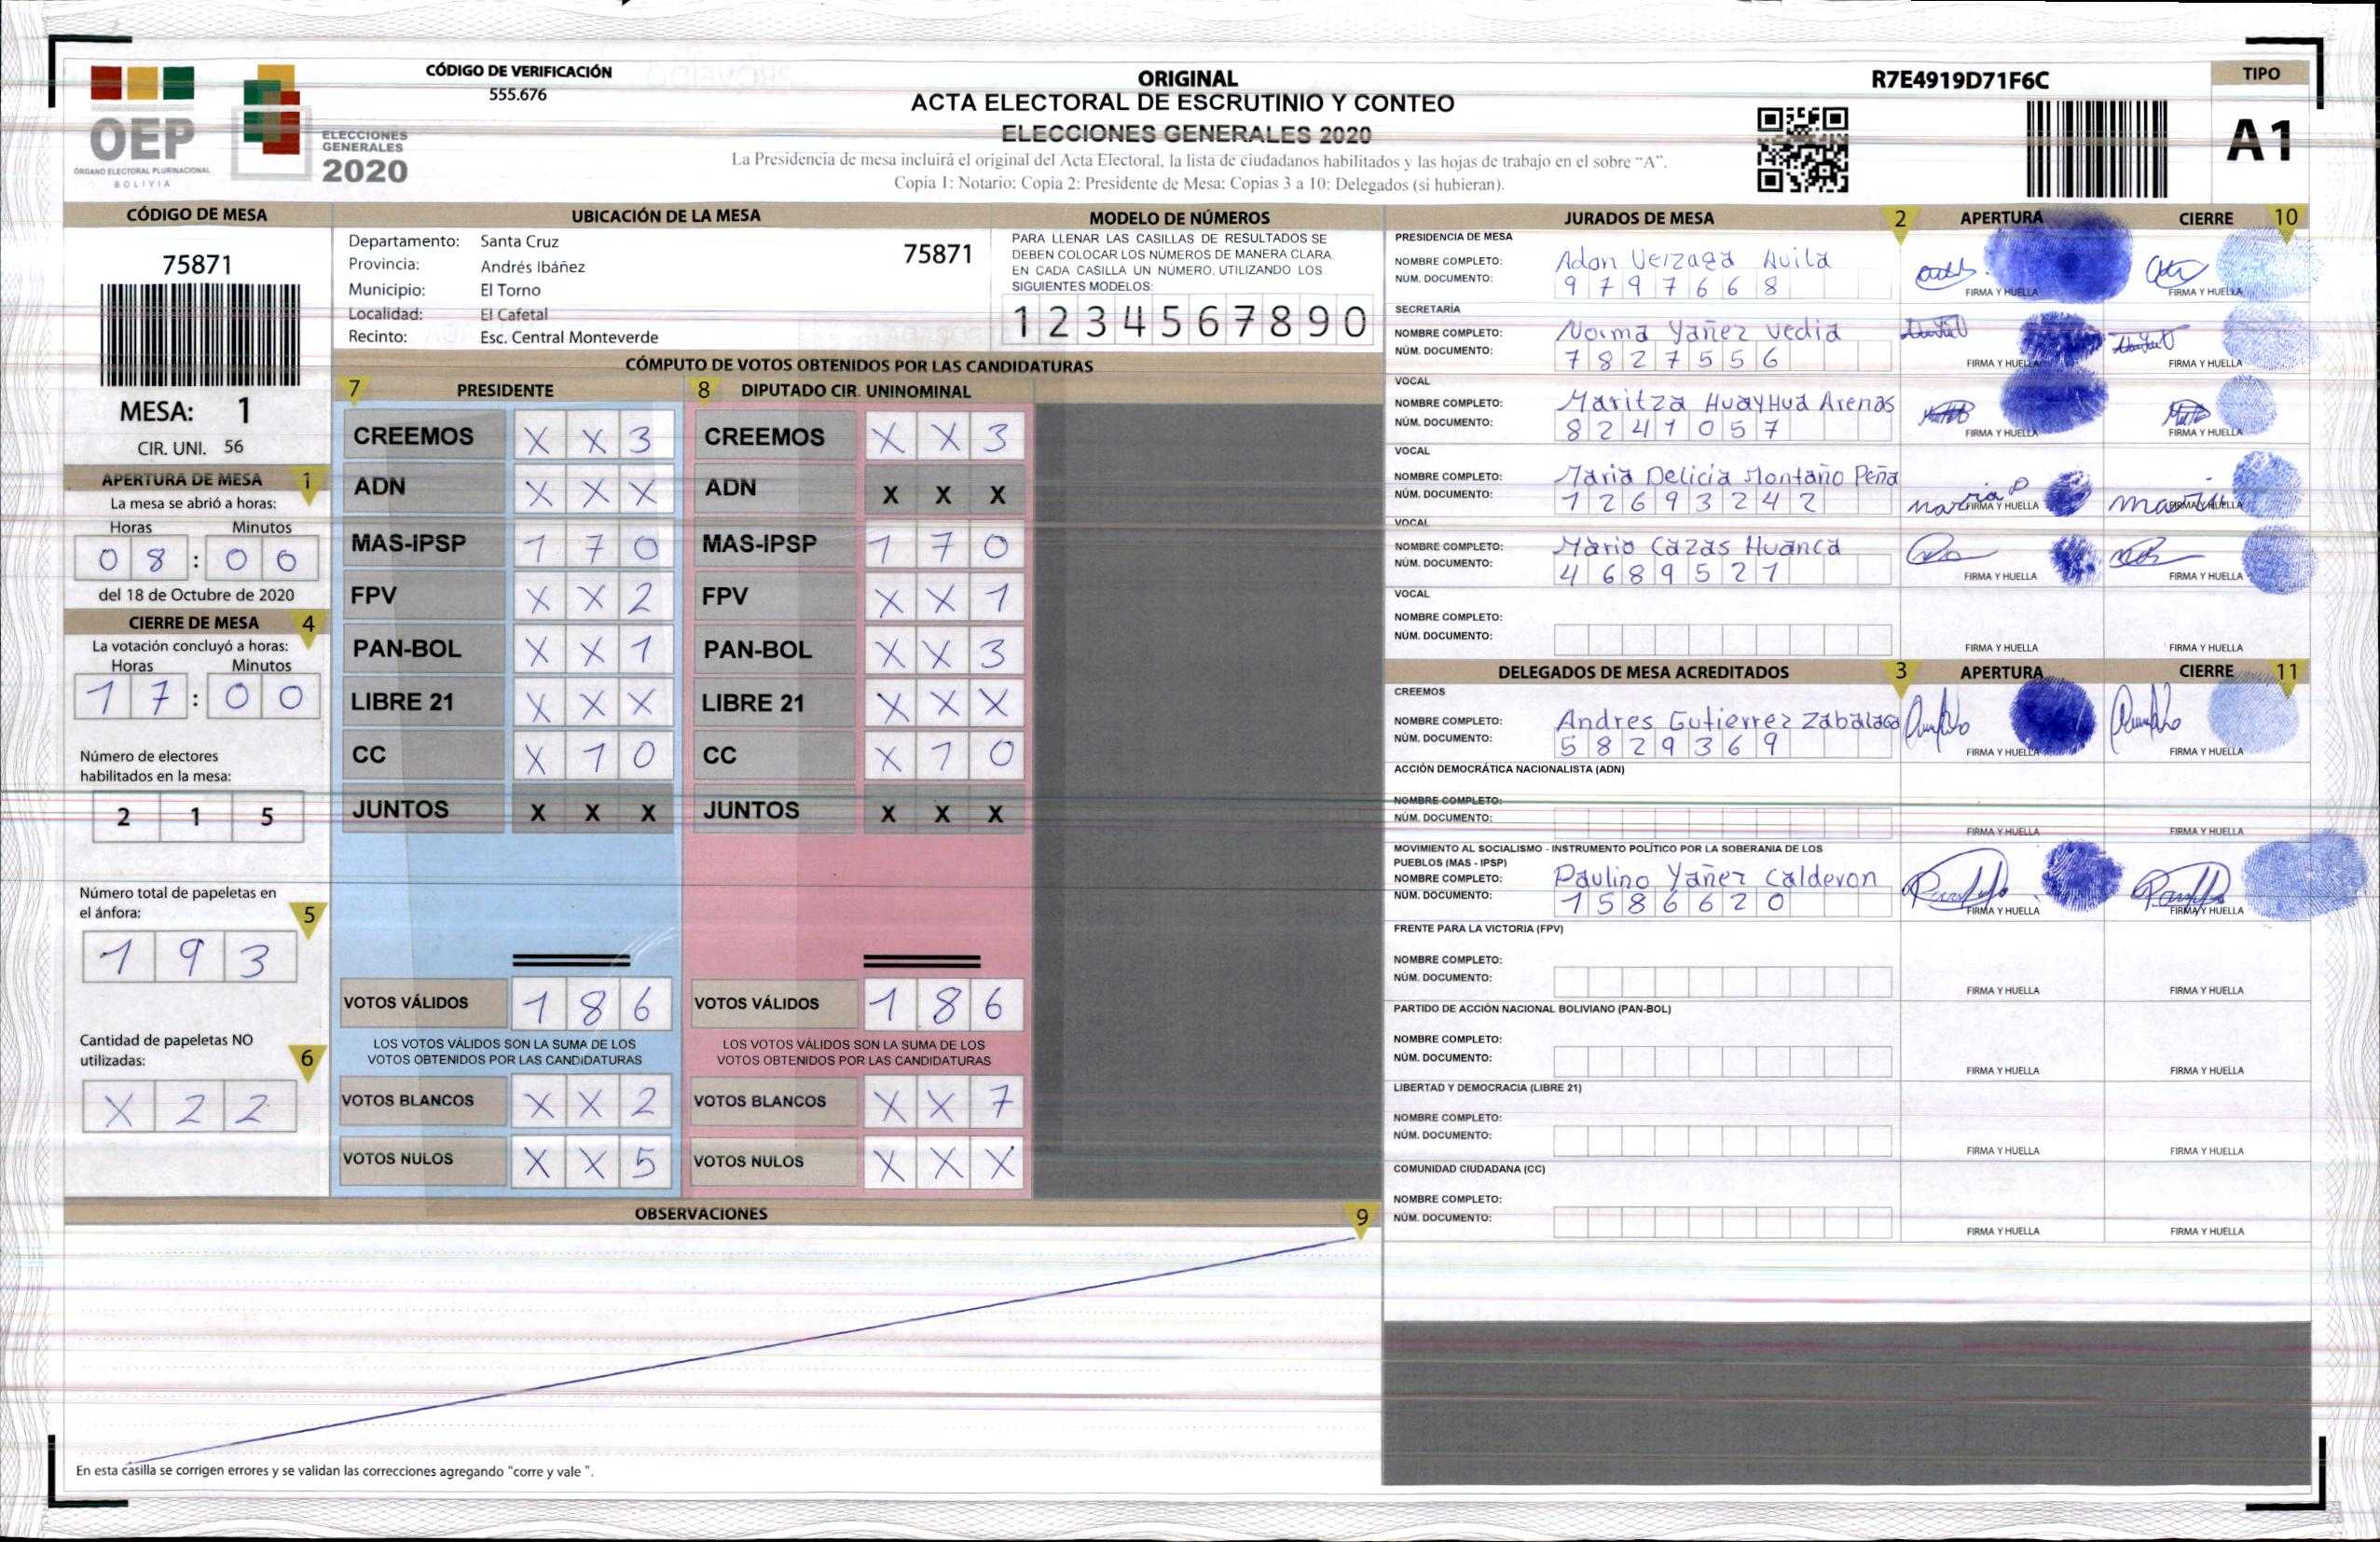 CÓDIGO DE VERIFICACIÓN
555.676
OEP
ÓRGANO ELECTORAL PLURINACIONAL
BOLIVIA
ELECCIONES
GENERALES
2020
ORIGINAL
ACTA ELECTORAL DE ESCRUTINIO Y CONTEO
ELECCIONES GENERALES 2020
La Presidencia de mesa incluirá el original del Acta Electoral, la lista de ciudadanos habilitados y las hojas de trabajo en el sobre “A”.
Copia 1: Notario; Copia 2: Presidente de Mesa; Copias 3 a 10: Delegados (si hubieran).
R7E4919D71F6C
TIPO
A1
CÓDIGO DE MESA
75871
MESA: 1
CIR. UNI. 56
APERTURA DE MESA 1
La mesa se abrió a horas:
Horas Minutos
0 8 : 0 0
del 18 de Octubre de 2020
CIERRE DE MESA 4
La votación concluyó a horas:
Horas Minutos
1 7 : 0 0
Número de electores
habilitados en la mesa:
2 1 5
Número total de papeletas en
el ánfora: 5
1 9 3
Cantidad de papeletas NO
utilizadas: 6
X 2 2
UBICACIÓN DE LA MESA
Departamento: Santa Cruz 75871
Provincia: Andrés Ibáñez
Municipio: El Torno
Localidad: El Cafetal
Recinto: Esc. Central Monteverde
MODELO DE NÚMEROS
PARA LLENAR LAS CASILLAS DE RESULTADOS SE
DEBEN COLOCAR LOS NÚMEROS DE MANERA CLARA,
EN CADA CASILLA UN NÚMERO, UTILIZANDO LOS
SIGUIENTES MODELOS:
1 2 3 4 5 6 7 8 9 0
CÓMPUTO DE VOTOS OBTENIDOS POR LAS CANDIDATURAS
7 PRESIDENTE 8 DIPUTADO CIR. UNINOMINAL
CREEMOS X X 3 CREEMOS X X 3
ADN X X X ADN X X X
MAS-IPSP 1 7 0 MAS-IPSP 1 7 0
FPV X X 2 FPV X X 1
PAN-BOL X X 1 PAN-BOL X X 3
LIBRE 21 X X X LIBRE 21 X X X
CC X 1 0 CC X 1 0
JUNTOS X X X JUNTOS X X X
VOTOS VÁLIDOS 1 8 6 VOTOS VÁLIDOS 1 8 6
LOS VOTOS VÁLIDOS SON LA SUMA DE LOS LOS VOTOS VÁLIDOS SON LA SUMA DE LOS
VOTOS OBTENIDOS POR LAS CANDIDATURAS VOTOS OBTENIDOS POR LAS CANDIDATURAS
VOTOS BLANCOS X X 2 VOTOS BLANCOS X X 7
VOTOS NULOS X X 5 VOTOS NULOS X X X
OBSERVACIONES 9
En esta casilla se corrigen errores y se validan las correcciones agregando "corre y vale ".
JURADOS DE MESA 2 APERTURA CIERRE 10
PRESIDENCIA DE MESA
NOMBRE COMPLETO: Adan Veizaga Avila
NÚM. DOCUMENTO: 9 7 9 7 6 6 8
FIRMA Y HUELLA FIRMA Y HUELLA
SECRETARÍA
NOMBRE COMPLETO: Norma Yañez Vedia
NÚM. DOCUMENTO: 7 8 2 7 5 5 6
FIRMA Y HUELLA FIRMA Y HUELLA
VOCAL
NOMBRE COMPLETO: Maritza HuayHua Arenas
NÚM. DOCUMENTO: 8 2 4 1 0 5 7
FIRMA Y HUELLA FIRMA Y HUELLA
VOCAL
NOMBRE COMPLETO: Maria Delicia Montaño Peña
NÚM. DOCUMENTO: 1 2 6 9 3 2 4 2
FIRMA Y HUELLA FIRMA Y HUELLA
VOCAL
NOMBRE COMPLETO: Mario Cazas Huanca
NÚM. DOCUMENTO: 4 6 8 9 5 2 1
FIRMA Y HUELLA FIRMA Y HUELLA
VOCAL
NOMBRE COMPLETO:
NÚM. DOCUMENTO:
FIRMA Y HUELLA FIRMA Y HUELLA
DELEGADOS DE MESA ACREDITADOS 3 APERTURA CIERRE 11
CREEMOS
NOMBRE COMPLETO: Andres Gutierrez Zabalaga
NÚM. DOCUMENTO: 5 8 2 9 3 6 9
FIRMA Y HUELLA FIRMA Y HUELLA
ACCIÓN DEMOCRÁTICA NACIONALISTA (ADN)
NOMBRE COMPLETO:
NÚM. DOCUMENTO:
FIRMA Y HUELLA FIRMA Y HUELLA
MOVIMIENTO AL SOCIALISMO - INSTRUMENTO POLÍTICO POR LA SOBERANIA DE LOS
PUEBLOS (MAS - IPSP)
NOMBRE COMPLETO: Paulino Yañez Calderon
NÚM. DOCUMENTO: 1 5 8 6 6 2 0
FIRMA Y HUELLA FIRMA Y HUELLA
FRENTE PARA LA VICTORIA (FPV)
NOMBRE COMPLETO:
NÚM. DOCUMENTO:
FIRMA Y HUELLA FIRMA Y HUELLA
PARTIDO DE ACCIÓN NACIONAL BOLIVIANO (PAN-BOL)
NOMBRE COMPLETO:
NÚM. DOCUMENTO:
FIRMA Y HUELLA FIRMA Y HUELLA
LIBERTAD Y DEMOCRACIA (LIBRE 21)
NOMBRE COMPLETO:
NÚM. DOCUMENTO:
FIRMA Y HUELLA FIRMA Y HUELLA
COMUNIDAD CIUDADANA (CC)
NOMBRE COMPLETO:
NÚM. DOCUMENTO:
FIRMA Y HUELLA FIRMA Y HUELLA